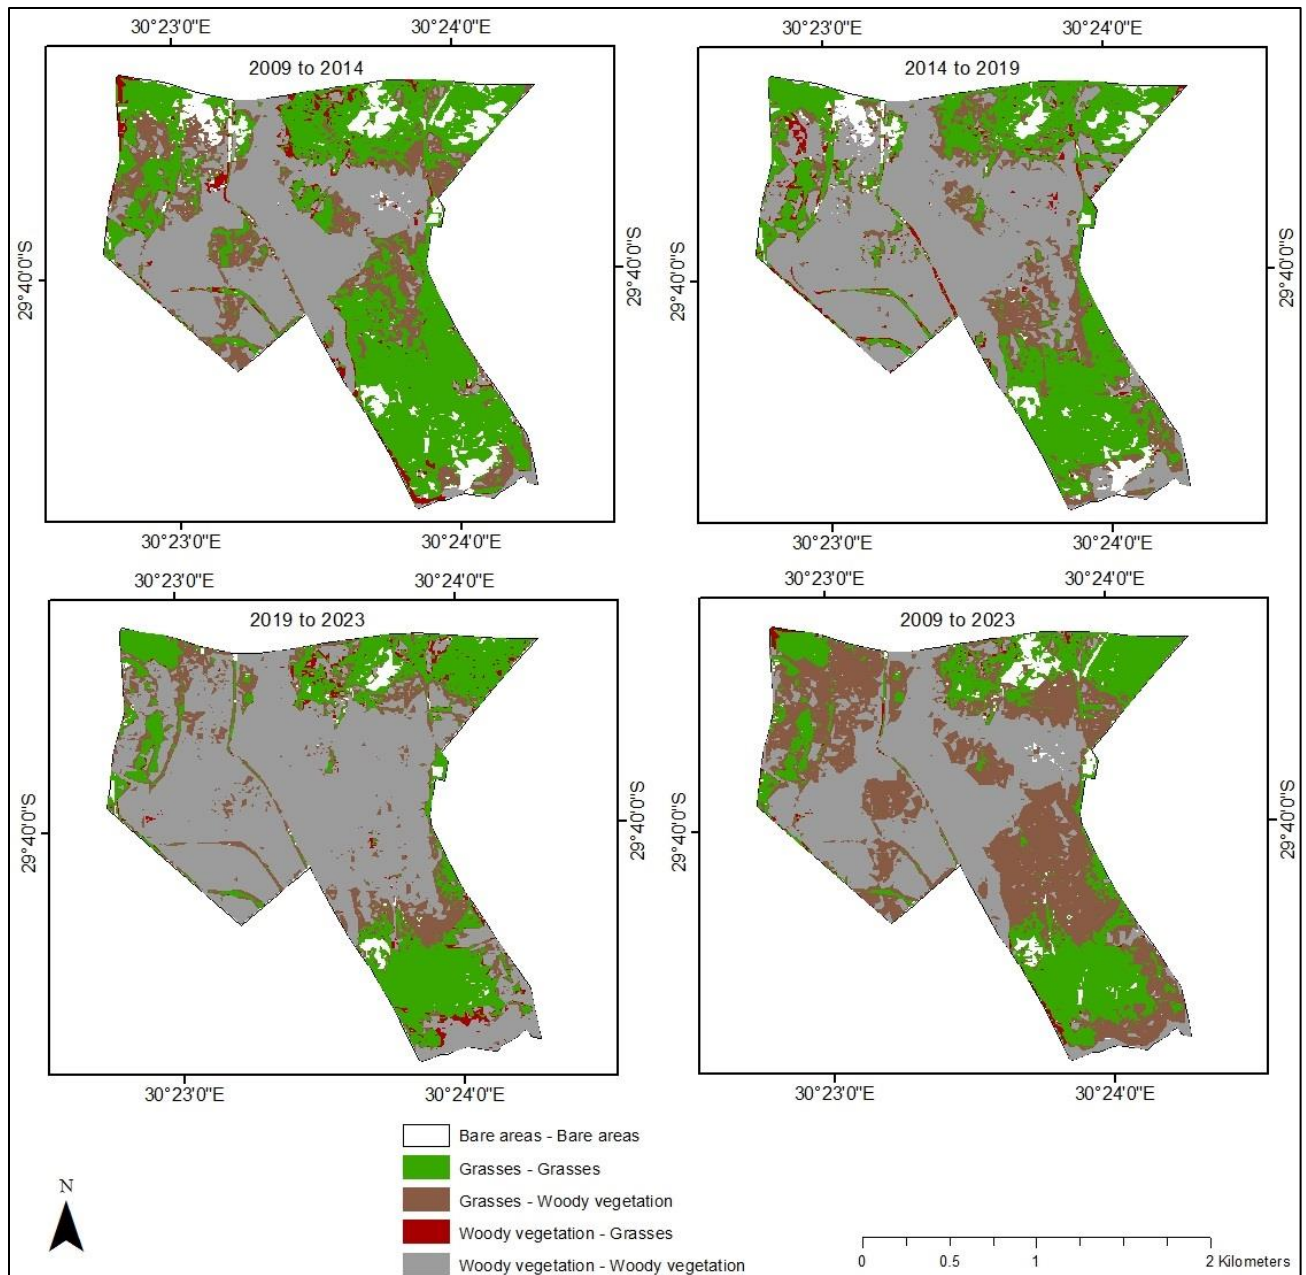 30°23'0"E 30°24'0"E 30°23'0"E 30°24'0"E
2009 to 2014 2014 to 2019
29°40'0"S 29°40'0"S 29°40'0"S 29°40'0"S
30°23'0"E 30°24'0"E 30°23'0"E 30°24'0"E
30°23'0"E 30°24'0"E 30°23'0"E 30°24'0"E
2019 to 2023 2009 to 2023
29°40'0"S 29°40'0"S 29°40'0"S 29°40'0"S
30°23'0"E 30°24'0"E 30°23'0"E 30°24'0"E
Bare areas - Bare areas
Grasses - Grasses
Grasses - Woody vegetation
Woody vegetation - Grasses
Woody vegetation - Woody vegetation
N
0 0.5 1 2 Kilometers